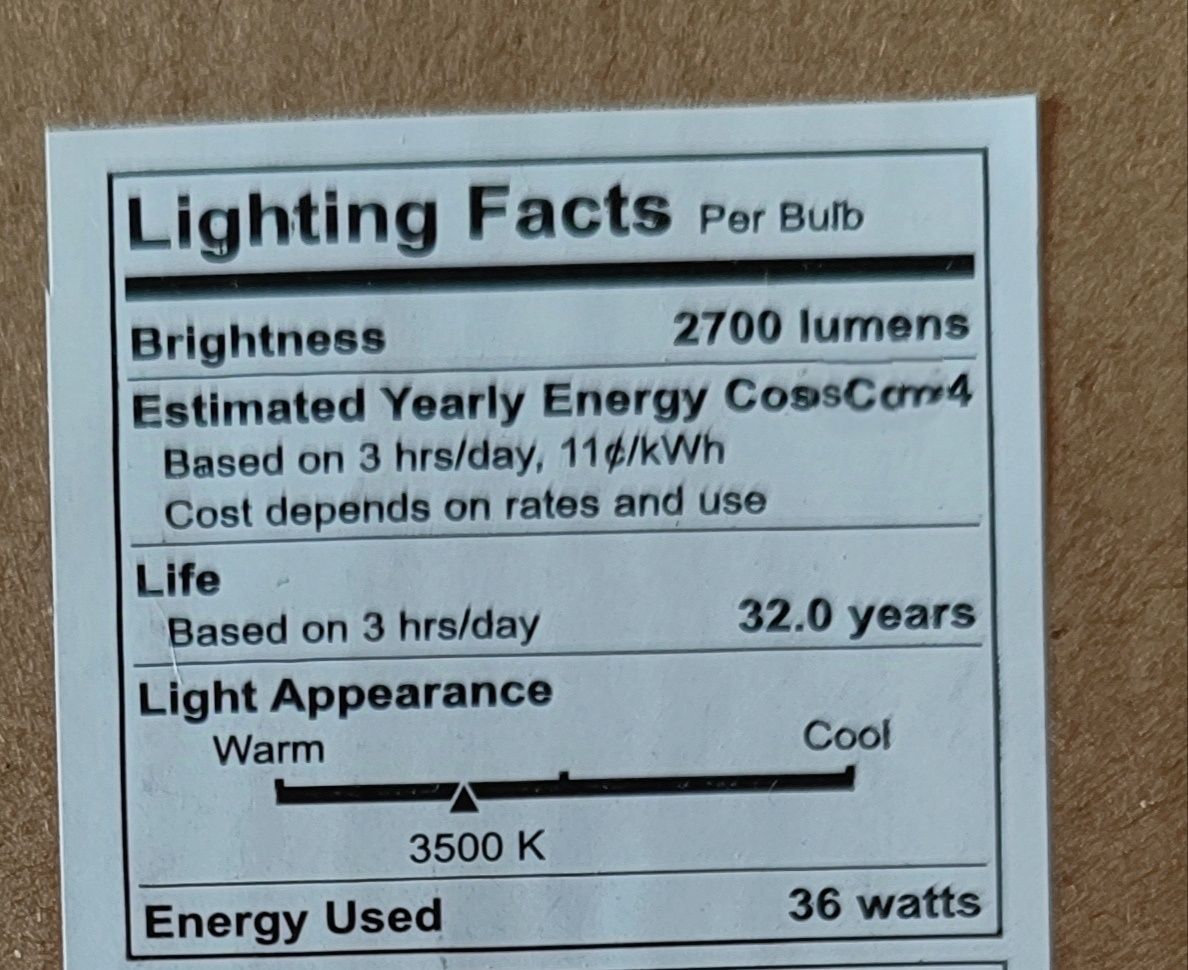 Lighting Facts Per Bulb
Brightness 2700 lumens
Estimated Yearly Energy
Based on 3 hrs/day, 11¢/kWh
Cost depends on rates and use
Life
Based on 3 hrs/day 32.0 years
Light Appearance
Warm Cool
3500 K
Energy Used 36 watts